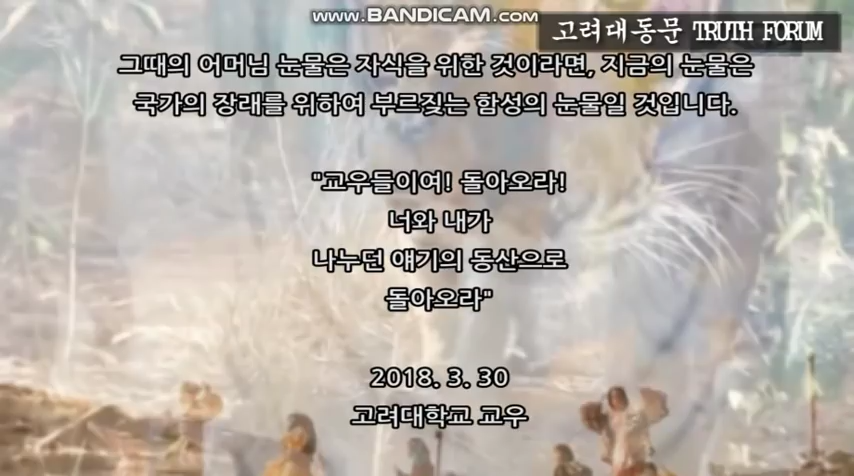 WWW.BANDICAM.COM
고려대동문 TRUTH FORUM
그때의 어머님 눈물은 자식을 위한 것이라면, 지금의 눈물은
국가의 장래를 위하여 부르짖는 함성의 눈물일 것입니다.
"교우들이여! 돌아오라!
너와 내가
나누던 얘기의 동산으로
돌아오라"
2018. 3. 30
고려대학교 교우